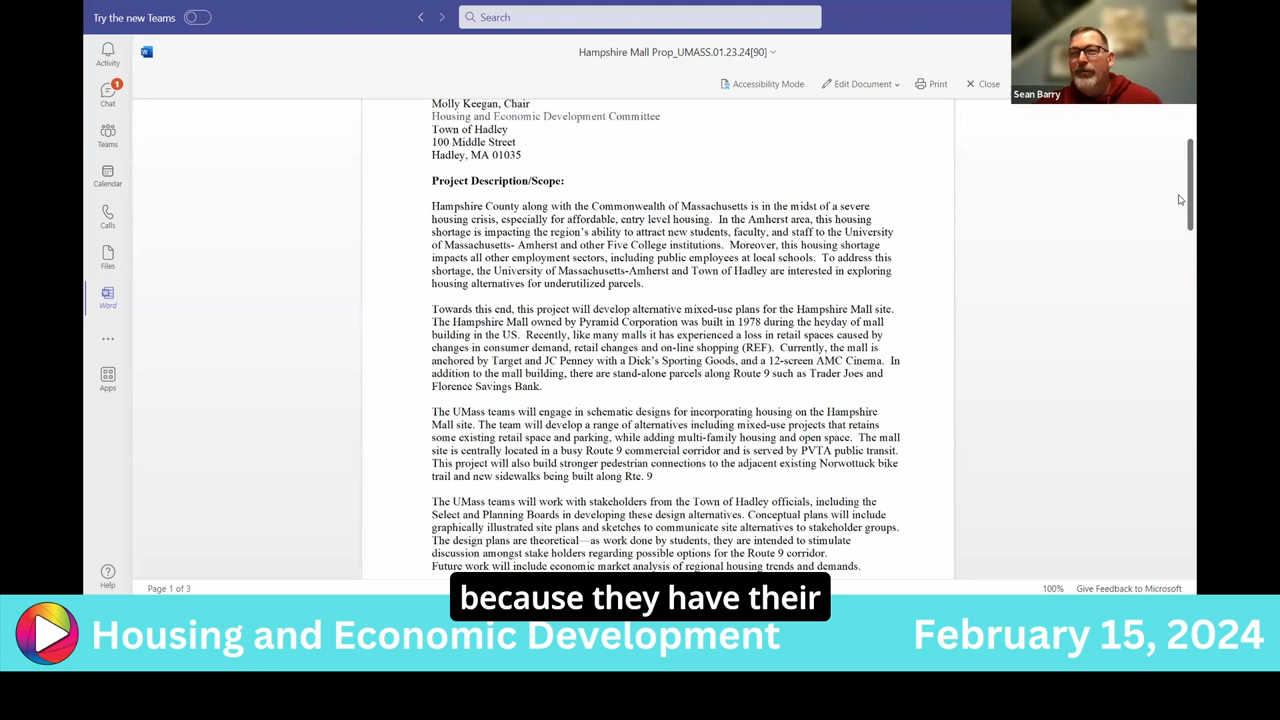 Try the new Teams
Search
Hampshire Mall Prop_UMASS.01.23.24[90]
Accessibility Mode
Edit Document
Print
Close
Sean Barry
Activity
Chat
1
Teams
Calendar
Calls
Files
Word
Apps
Help
Molly Keegan, Chair
Housing and Economic Development Committee
Town of Hadley
100 Middle Street
Hadley, MA 01035
Project Description/Scope:
Hampshire County along with the Commonwealth of Massachusetts is in the midst of a severe
housing crisis, especially for affordable, entry level housing. In the Amherst area, this housing
shortage is impacting the region's ability to attract new students, faculty, and staff to the University
of Massachusetts- Amherst and other Five College institutions. Moreover, this housing shortage
impacts all other employment sectors, including public employees at local schools. To address this
shortage, the University of Massachusetts-Amherst and Town of Hadley are interested in exploring
housing alternatives for underutilized parcels.
Towards this end, this project will develop alternative mixed-use plans for the Hampshire Mall site.
The Hampshire Mall owned by Pyramid Corporation was built in 1978 during the heyday of mall
building in the US. Recently, like many malls it has experienced a loss in retail spaces caused by
changes in consumer demand, retail changes and on-line shopping (REF). Currently, the mall is
anchored by Target and JC Penney with a Dick's Sporting Goods, and a 12-screen AMC Cinema. In
addition to the mall building, there are stand-alone parcels along Route 9 such as Trader Joes and
Florence Savings Bank.
The UMass teams will engage in schematic designs for incorporating housing on the Hampshire
Mall site. The team will develop a range of alternatives including mixed-use projects that retains
some existing retail space and parking, while adding multi-family housing and open space. The mall
site is centrally located in a busy Route 9 commercial corridor and is served by PVTA public transit.
This project will also build stronger pedestrian connections to the adjacent existing Norwottuck bike
trail and new sidewalks being built along Rte. 9
The UMass teams will work with stakeholders from the Town of Hadley officials, including the
Select and Planning Boards in developing these design alternatives. Conceptual plans will include
graphically illustrated site plans and sketches to communicate site alternatives to stakeholder groups.
The design plans are theoretical—as work done by students, they are intended to stimulate
discussion amongst stake holders regarding possible options for the Route 9 corridor.
Future work will include economic market analysis of regional housing trends and demands.
Page 1 of 3
100%
Give Feedback to Microsoft
because they have their
Housing and Economic Development
February 15, 2024